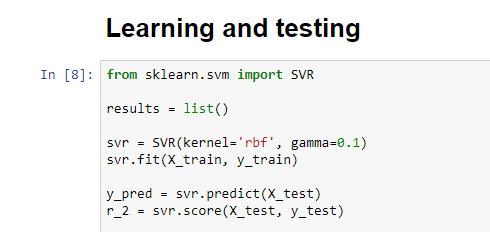 Learning and testing
In [8]: from sklearn.svm import SVR
results = list()
svr = SVR(kernel='rbf', gamma=0.1)
svr.fit(X_train, y_train)
y_pred = svr.predict(X_test)
r_2 = svr.score(X_test, y_test)